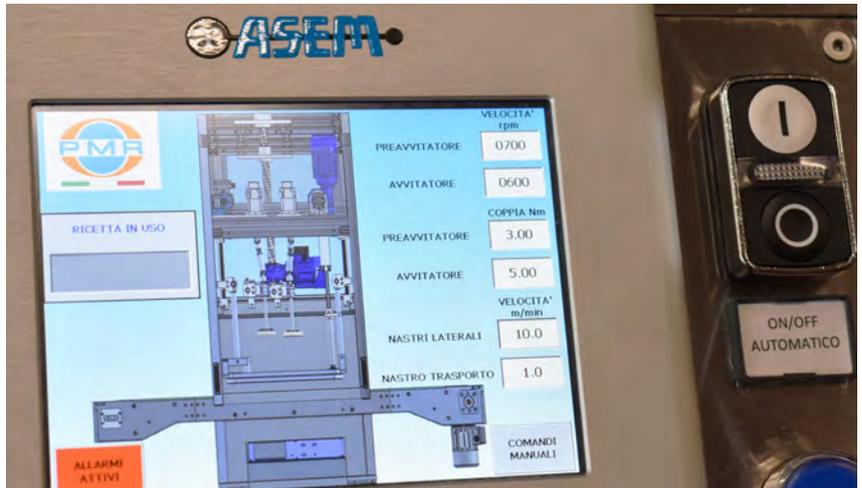 ASEM
PMR
VELOCITA'
rpm
PREAVVITATORE 0700
AVVITATORE 0600
RICETTA IN USO
COPPIA Nm
PREAVVITATORE 3.00
AVVITATORE 5.00
VELOCITA'
m/min
NASTRI LATERALI 10.0
NASTRO TRASPORTO 1.0
COMANDI
MANUALI
ALLARMI
ATTIVI
I
O
ON/OFF
AUTOMATICO